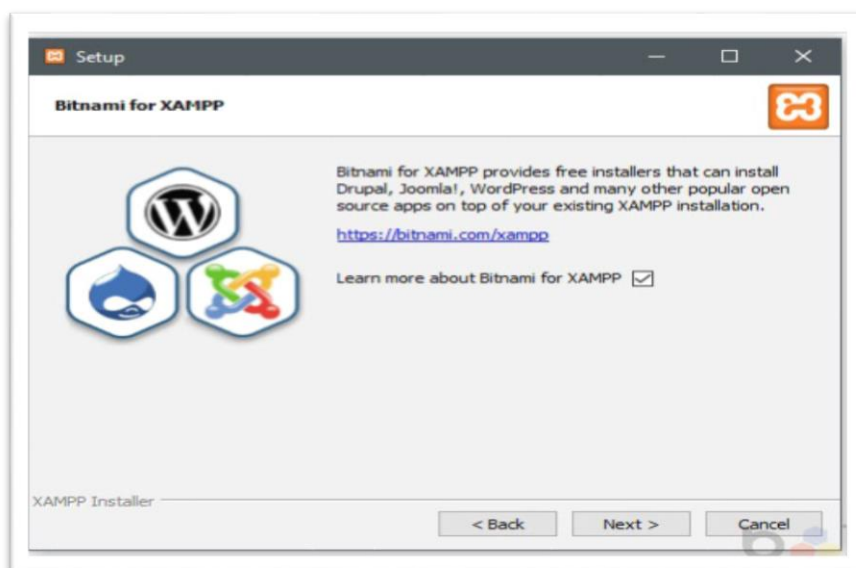 Setup
Bitnami for XAMPP
Bitnami for XAMPP provides free installers that can install
Drupal, Joomla!, WordPress and many other popular open
source apps on top of your existing XAMPP installation.
https://bitnami.com/xampp
Learn more about Bitnami for XAMPP
XAMPP Installer
< Back Next > Cancel